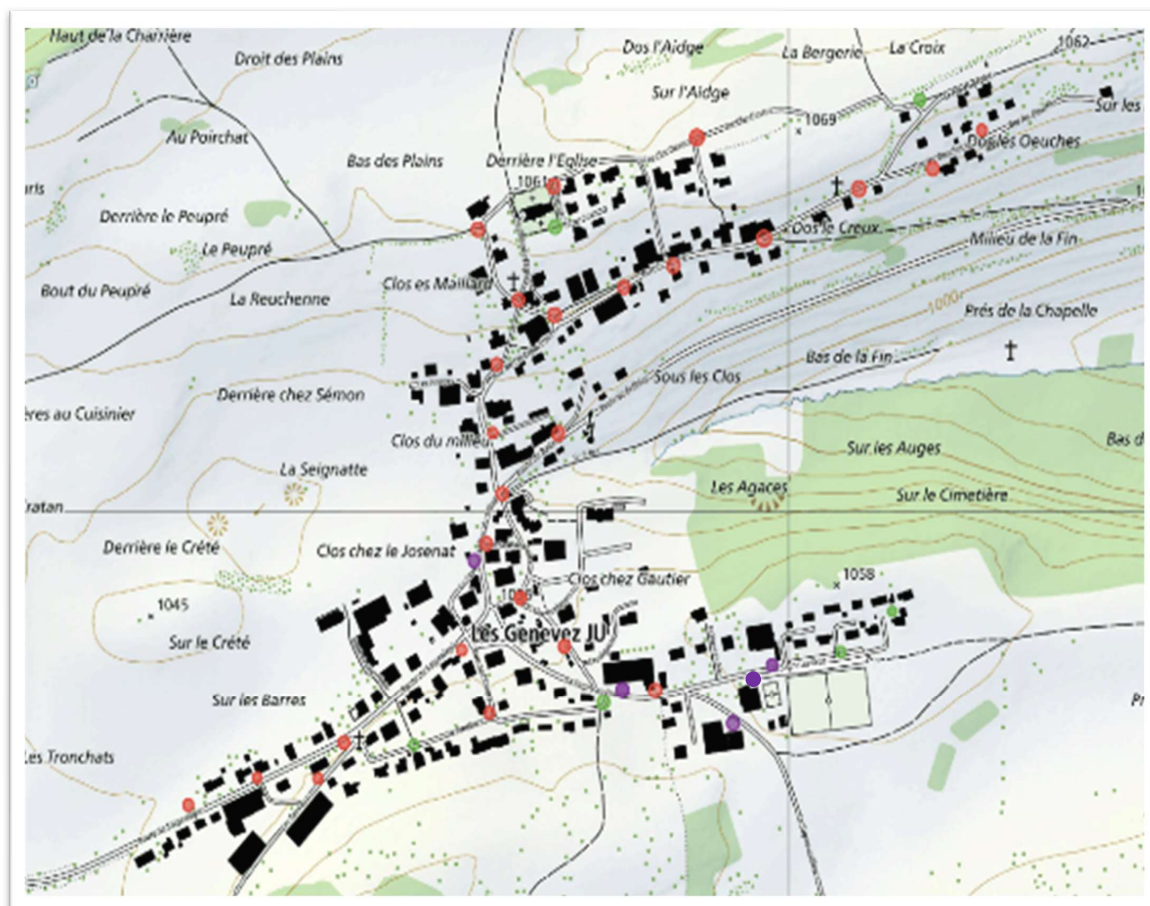 Haut de la Charrière
Droit des Plains
Dos l'Aidge
La Bergerie
La Croix
1062
Sur l'Aidge
Sur les
1069
Au Poirchat
Bas des Plains
Derrière l'Eglise
Dos les Oeuches
1061
Derrière le Peupré
Le Peupré
Dos le Creux
Milieu de la Fin
Bout du Peupré
La Reuchenne
Clos es Maillard
1000
Prés de la Chapelle
Bas de la Fin
Derrière chez Sémon
Sous les Clos
ères au Cuisinier
Clos du milieu
Sur les Auges
Bas d
La Seignatte
Les Agaces
Sur le Cimetière
ratan
Derrière le Crêté
Clos chez le Josenat
Clos chez Gautier
1058
1045
Sur le Crêté
Les Genevez JU
Sur les Barres
es Tronchats